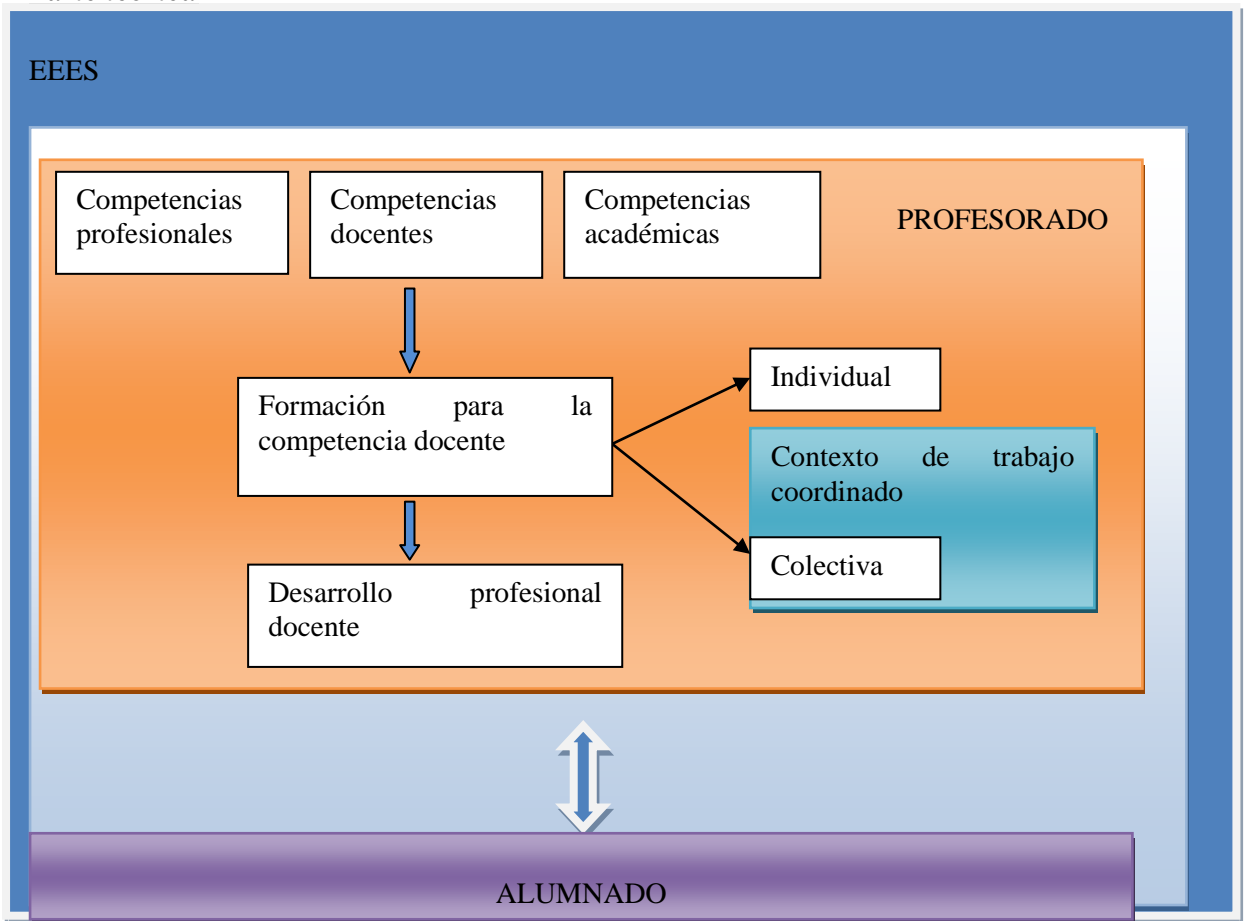 EEES
Competencias
profesionales
Competencias
docentes
Competencias
académicas
PROFESORADO
Formación para la
competencia docente
Individual
Contexto de trabajo
coordinado
Colectiva
Desarrollo profesional
docente
ALUMNADO